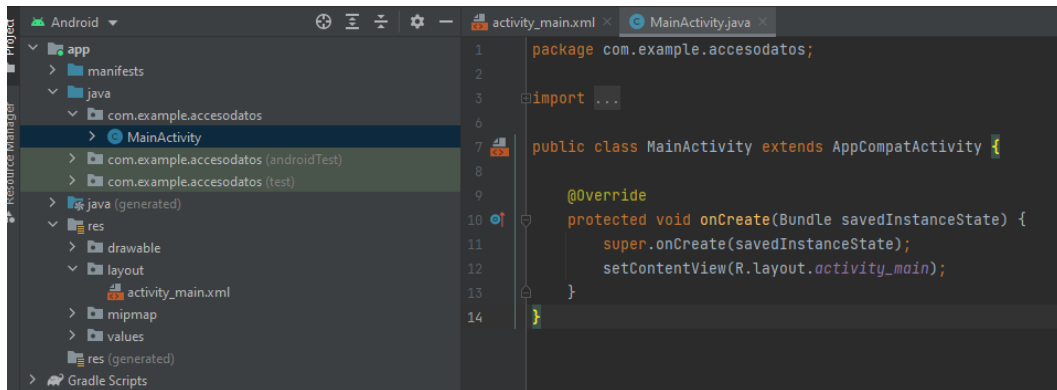 Project
Resource Manager
Android
app
manifests
java
com.example.accesodatos
MainActivity
com.example.accesodatos (androidTest)
com.example.accesodatos (test)
java (generated)
res
drawable
layout
activity_main.xml
mipmap
values
res (generated)
Gradle Scripts
activity_main.xml
MainActivity.java
1 package com.example.accesodatos;
2
3 import ...
6
7 public class MainActivity extends AppCompatActivity {
8
9 @Override
10 protected void onCreate(Bundle savedInstanceState) {
11 super.onCreate(savedInstanceState);
12 setContentView(R.layout.activity_main);
13 }
14 }